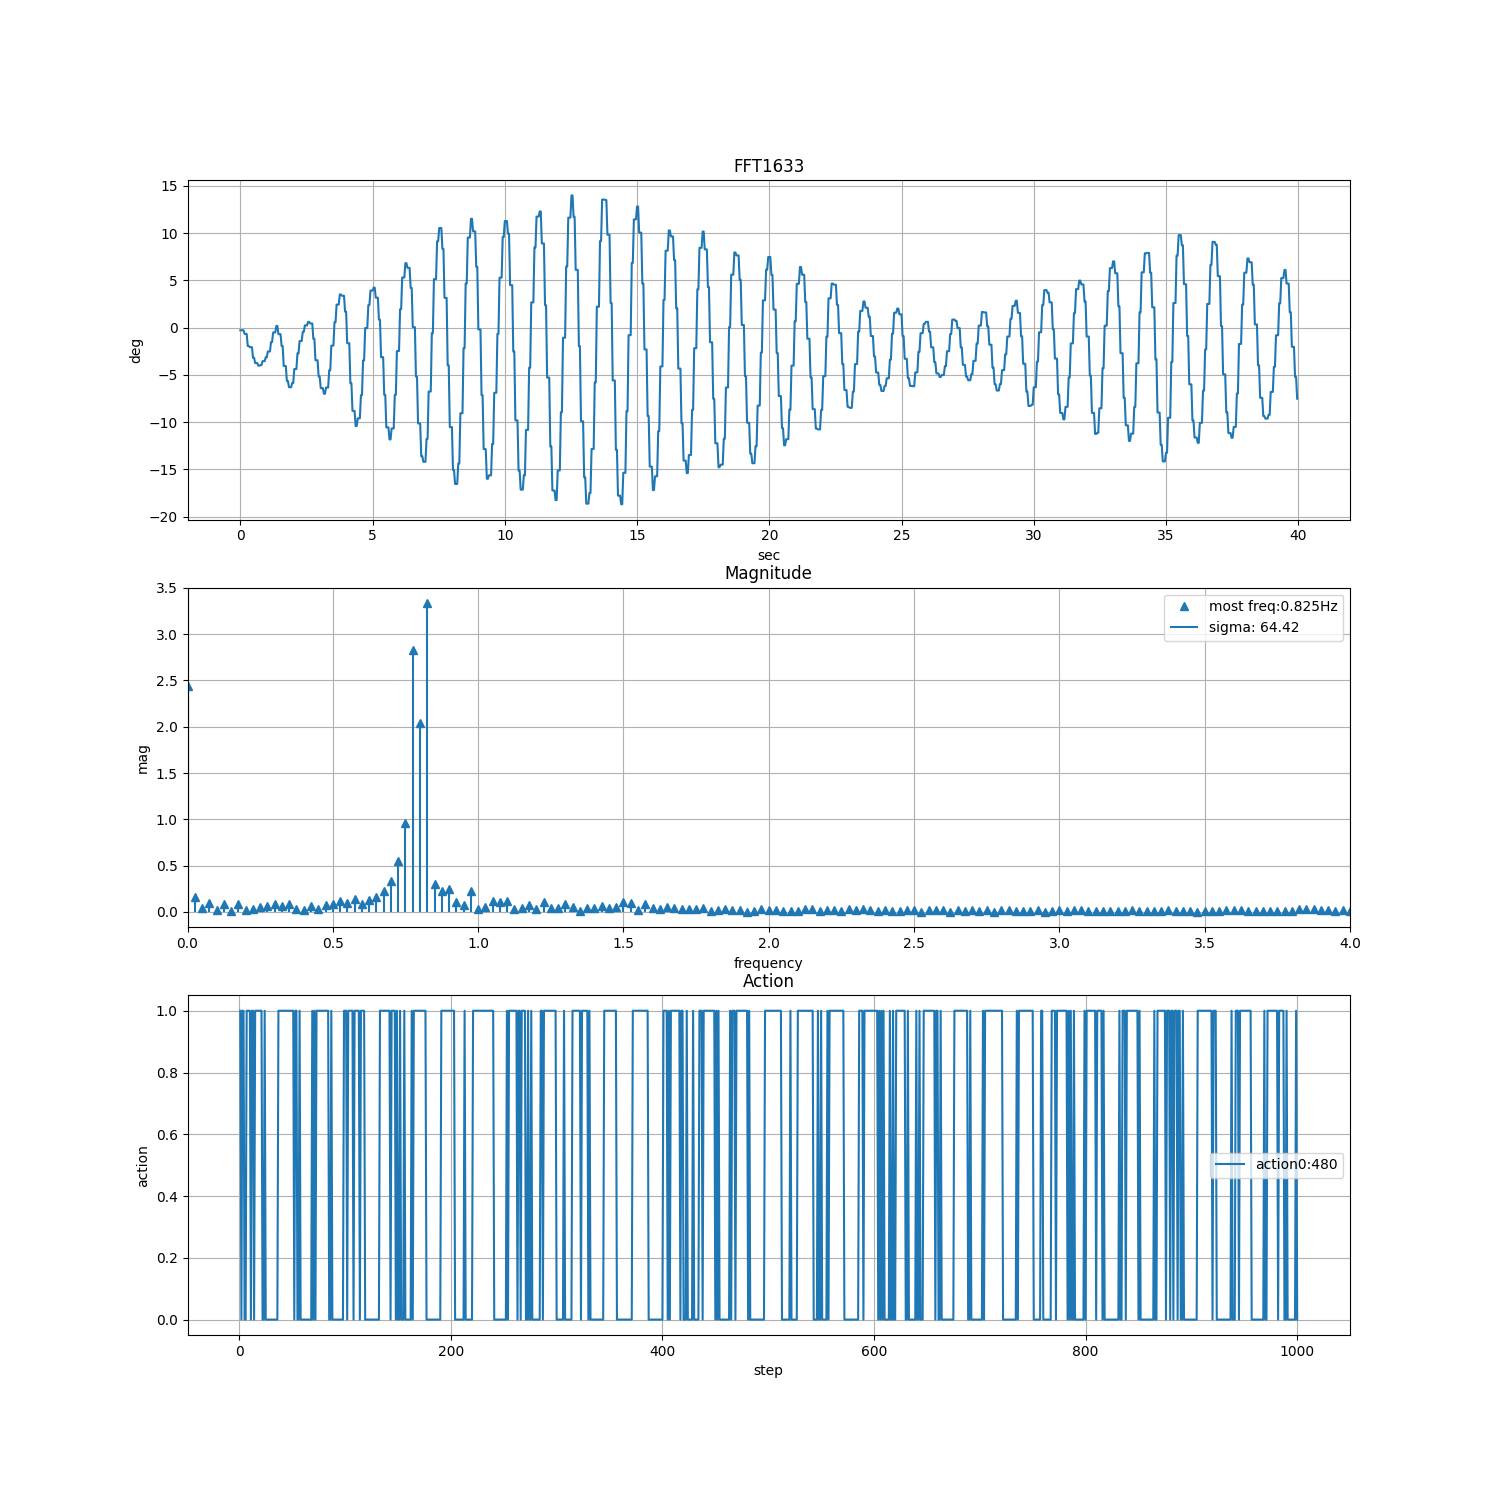 FFT1633
15
10
5
0
−5
−10
−15
−20
deg
0 5 10 15 20 25 30 35 40
sec
Magnitude
3.5
3.0
2.5
2.0
1.5
1.0
0.5
0.0
mag
most freq:0.825Hz
sigma: 64.42
0.0 0.5 1.0 1.5 2.0 2.5 3.0 3.5 4.0
frequency
Action
1.0
0.8
0.6
0.4
0.2
0.0
action
action0:480
0 200 400 600 800 1000
step